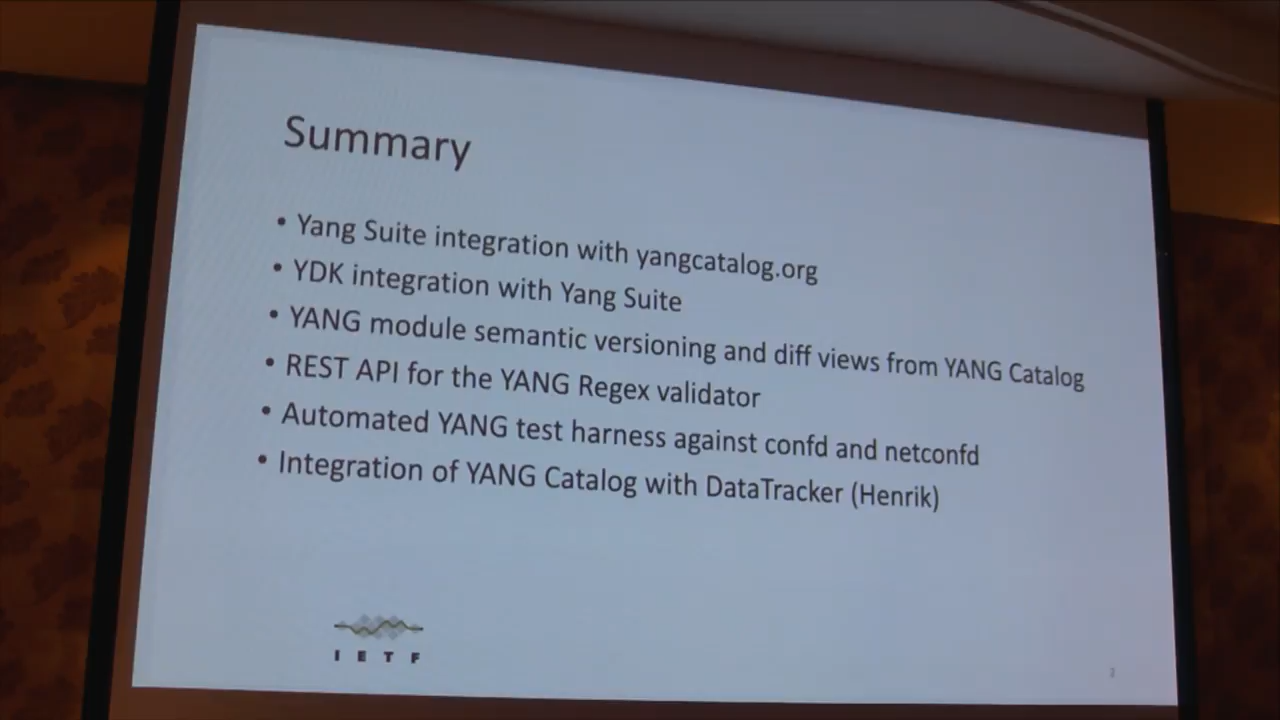 Summary
• Yang Suite integration with yangcatalog.org
• YDK integration with Yang Suite
• YANG module semantic versioning and diff views from YANG Catalog
• REST API for the YANG Regex validator
• Automated YANG test harness against confd and netconfd
• Integration of YANG Catalog with DataTracker (Henrik)
I E T F